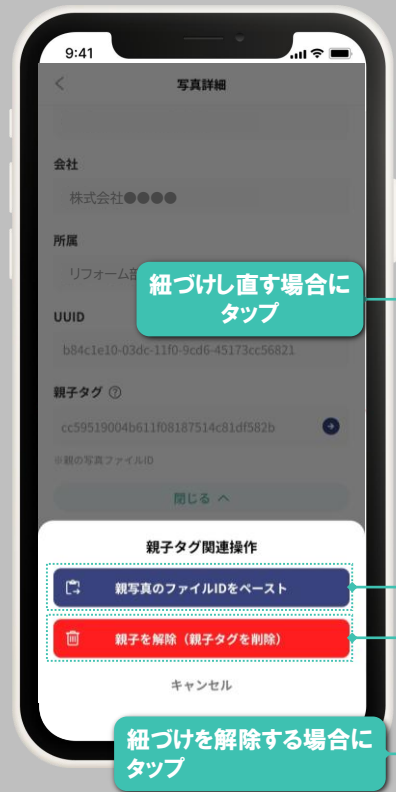 9:41
写真詳細
会社
株式会社●●●●
所属
リフォーム部
紐づけし直す場合に
タップ
UUID
b84c1e10-03dc-11f0-9cd6-45173cc56821
親子タグ ?
cc59519004b611f08187514c81df582b
※親の写真ファイルID
閉じる
親子タグ関連操作
親写真のファイルIDをペースト
親子を解除（親子タグを削除）
キャンセル
紐づけを解除する場合に
タップ